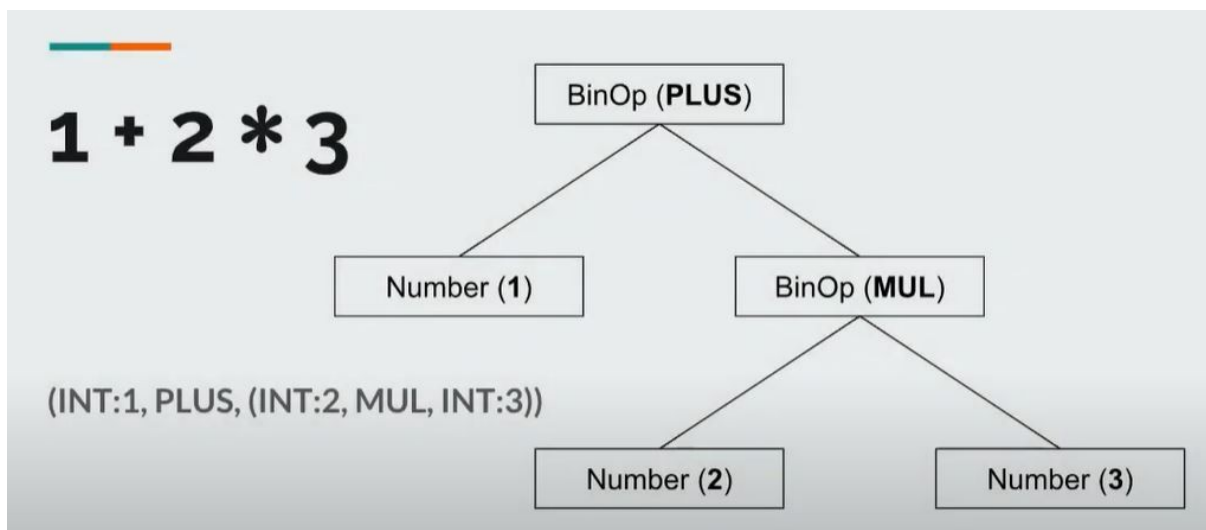 1 + 2 * 3
BinOp (PLUS)
Number (1)
BinOp (MUL)
(INT:1, PLUS, (INT:2, MUL, INT:3))
Number (2)
Number (3)